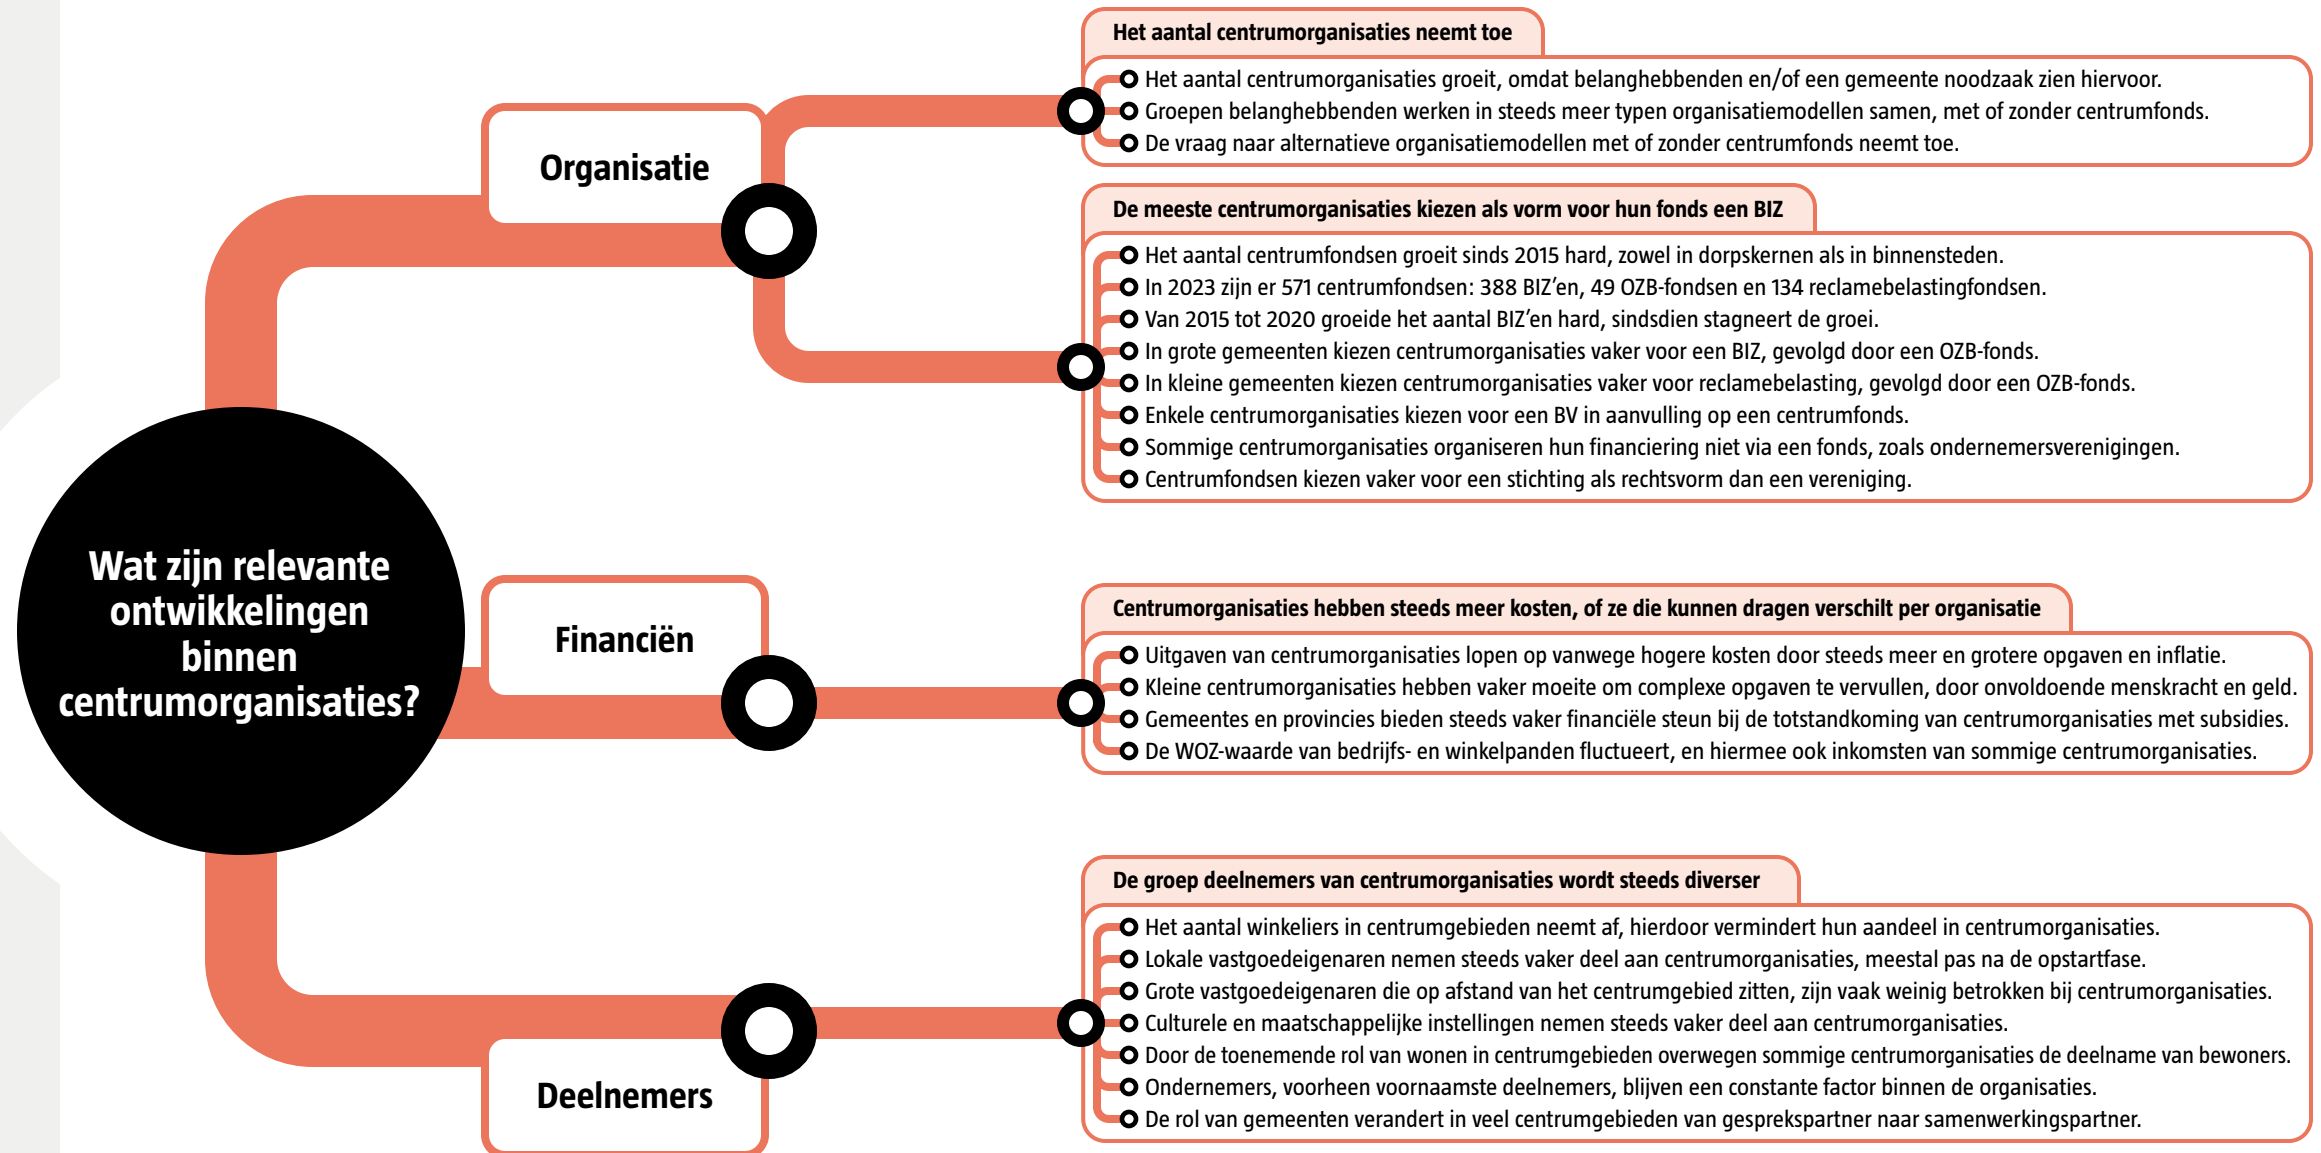 Wat zijn relevante
ontwikkelingen
binnen
centrumorganisaties?
Organisatie
Het aantal centrumorganisaties neemt toe
Het aantal centrumorganisaties groeit, omdat belanghebbenden en/of een gemeente noodzaak zien hiervoor.
Groepen belanghebbenden werken in steeds meer typen organisatiemodellen samen, met of zonder centrumfonds.
De vraag naar alternatieve organisatiemodellen met of zonder centrumfonds neemt toe.
De meeste centrumorganisaties kiezen als vorm voor hun fonds een BIZ
Het aantal centrumfondsen groeit sinds 2015 hard, zowel in dorpskernen als in binnensteden.
In 2023 zijn er 571 centrumfondsen: 388 BIZ’en, 49 OZB-fondsen en 134 reclamebelastingfondsen.
Van 2015 tot 2020 groeide het aantal BIZ’en hard, sindsdien stagneert de groei.
In grote gemeenten kiezen centrumorganisaties vaker voor een BIZ, gevolgd door een OZB-fonds.
In kleine gemeenten kiezen centrumorganisaties vaker voor reclamebelasting, gevolgd door een OZB-fonds.
Enkele centrumorganisaties kiezen voor een BV in aanvulling op een centrumfonds.
Sommige centrumorganisaties organiseren hun financiering niet via een fonds, zoals ondernemersverenigingen.
Centrumfondsen kiezen vaker voor een stichting als rechtsvorm dan een vereniging.
Financiën
Centrumorganisaties hebben steeds meer kosten, of ze die kunnen dragen verschilt per organisatie
Uitgaven van centrumorganisaties lopen op vanwege hogere kosten door steeds meer en grotere opgaven en inflatie.
Kleine centrumorganisaties hebben vaker moeite om complexe opgaven te vervullen, door onvoldoende menskracht en geld.
Gemeentes en provincies bieden steeds vaker financiële steun bij de totstandkoming van centrumorganisaties met subsidies.
De WOZ-waarde van bedrijfs- en winkelpanden fluctueert, en hiermee ook inkomsten van sommige centrumorganisaties.
Deelnemers
De groep deelnemers van centrumorganisaties wordt steeds diverser
Het aantal winkeliers in centrumgebieden neemt af, hierdoor vermindert hun aandeel in centrumorganisaties.
Lokale vastgoedeigenaren nemen steeds vaker deel aan centrumorganisaties, meestal pas na de opstartfase.
Grote vastgoedeigenaren die op afstand van het centrumgebied zitten, zijn vaak weinig betrokken bij centrumorganisaties.
Culturele en maatschappelijke instellingen nemen steeds vaker deel aan centrumorganisaties.
Door de toenemende rol van wonen in centrumgebieden overwegen sommige centrumorganisaties de deelname van bewoners.
Ondernemers, voorheen voornaamste deelnemers, blijven een constante factor binnen de organisaties.
De rol van gemeenten verandert in veel centrumgebieden van gesprekspartner naar samenwerkingspartner.